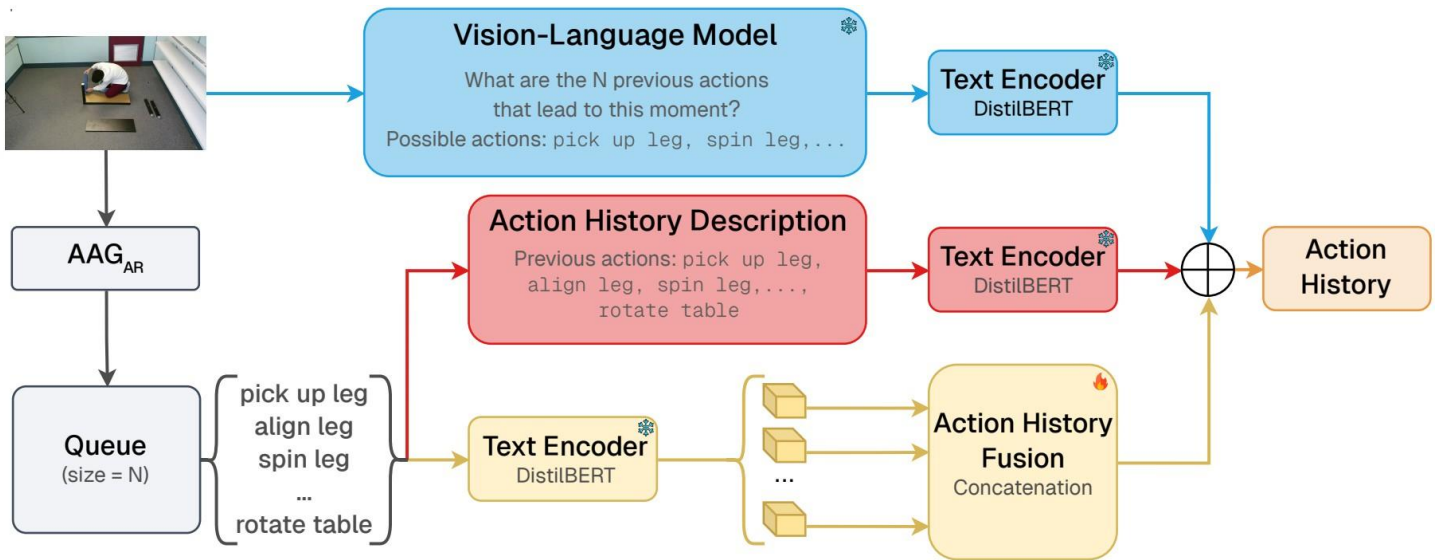 Vision-Language Model
What are the N previous actions
that lead to this moment?
Possible actions: pick up leg, spin leg,...
Text Encoder
DistilBERT
AAG_AR
Action History Description
Previous actions: pick up leg,
align leg, spin leg,...,
rotate table
Text Encoder
DistilBERT
Action
History
Queue
(size = N)
pick up leg
align leg
spin leg
...
rotate table
Text Encoder
DistilBERT
...
Action History
Fusion
Concatenation